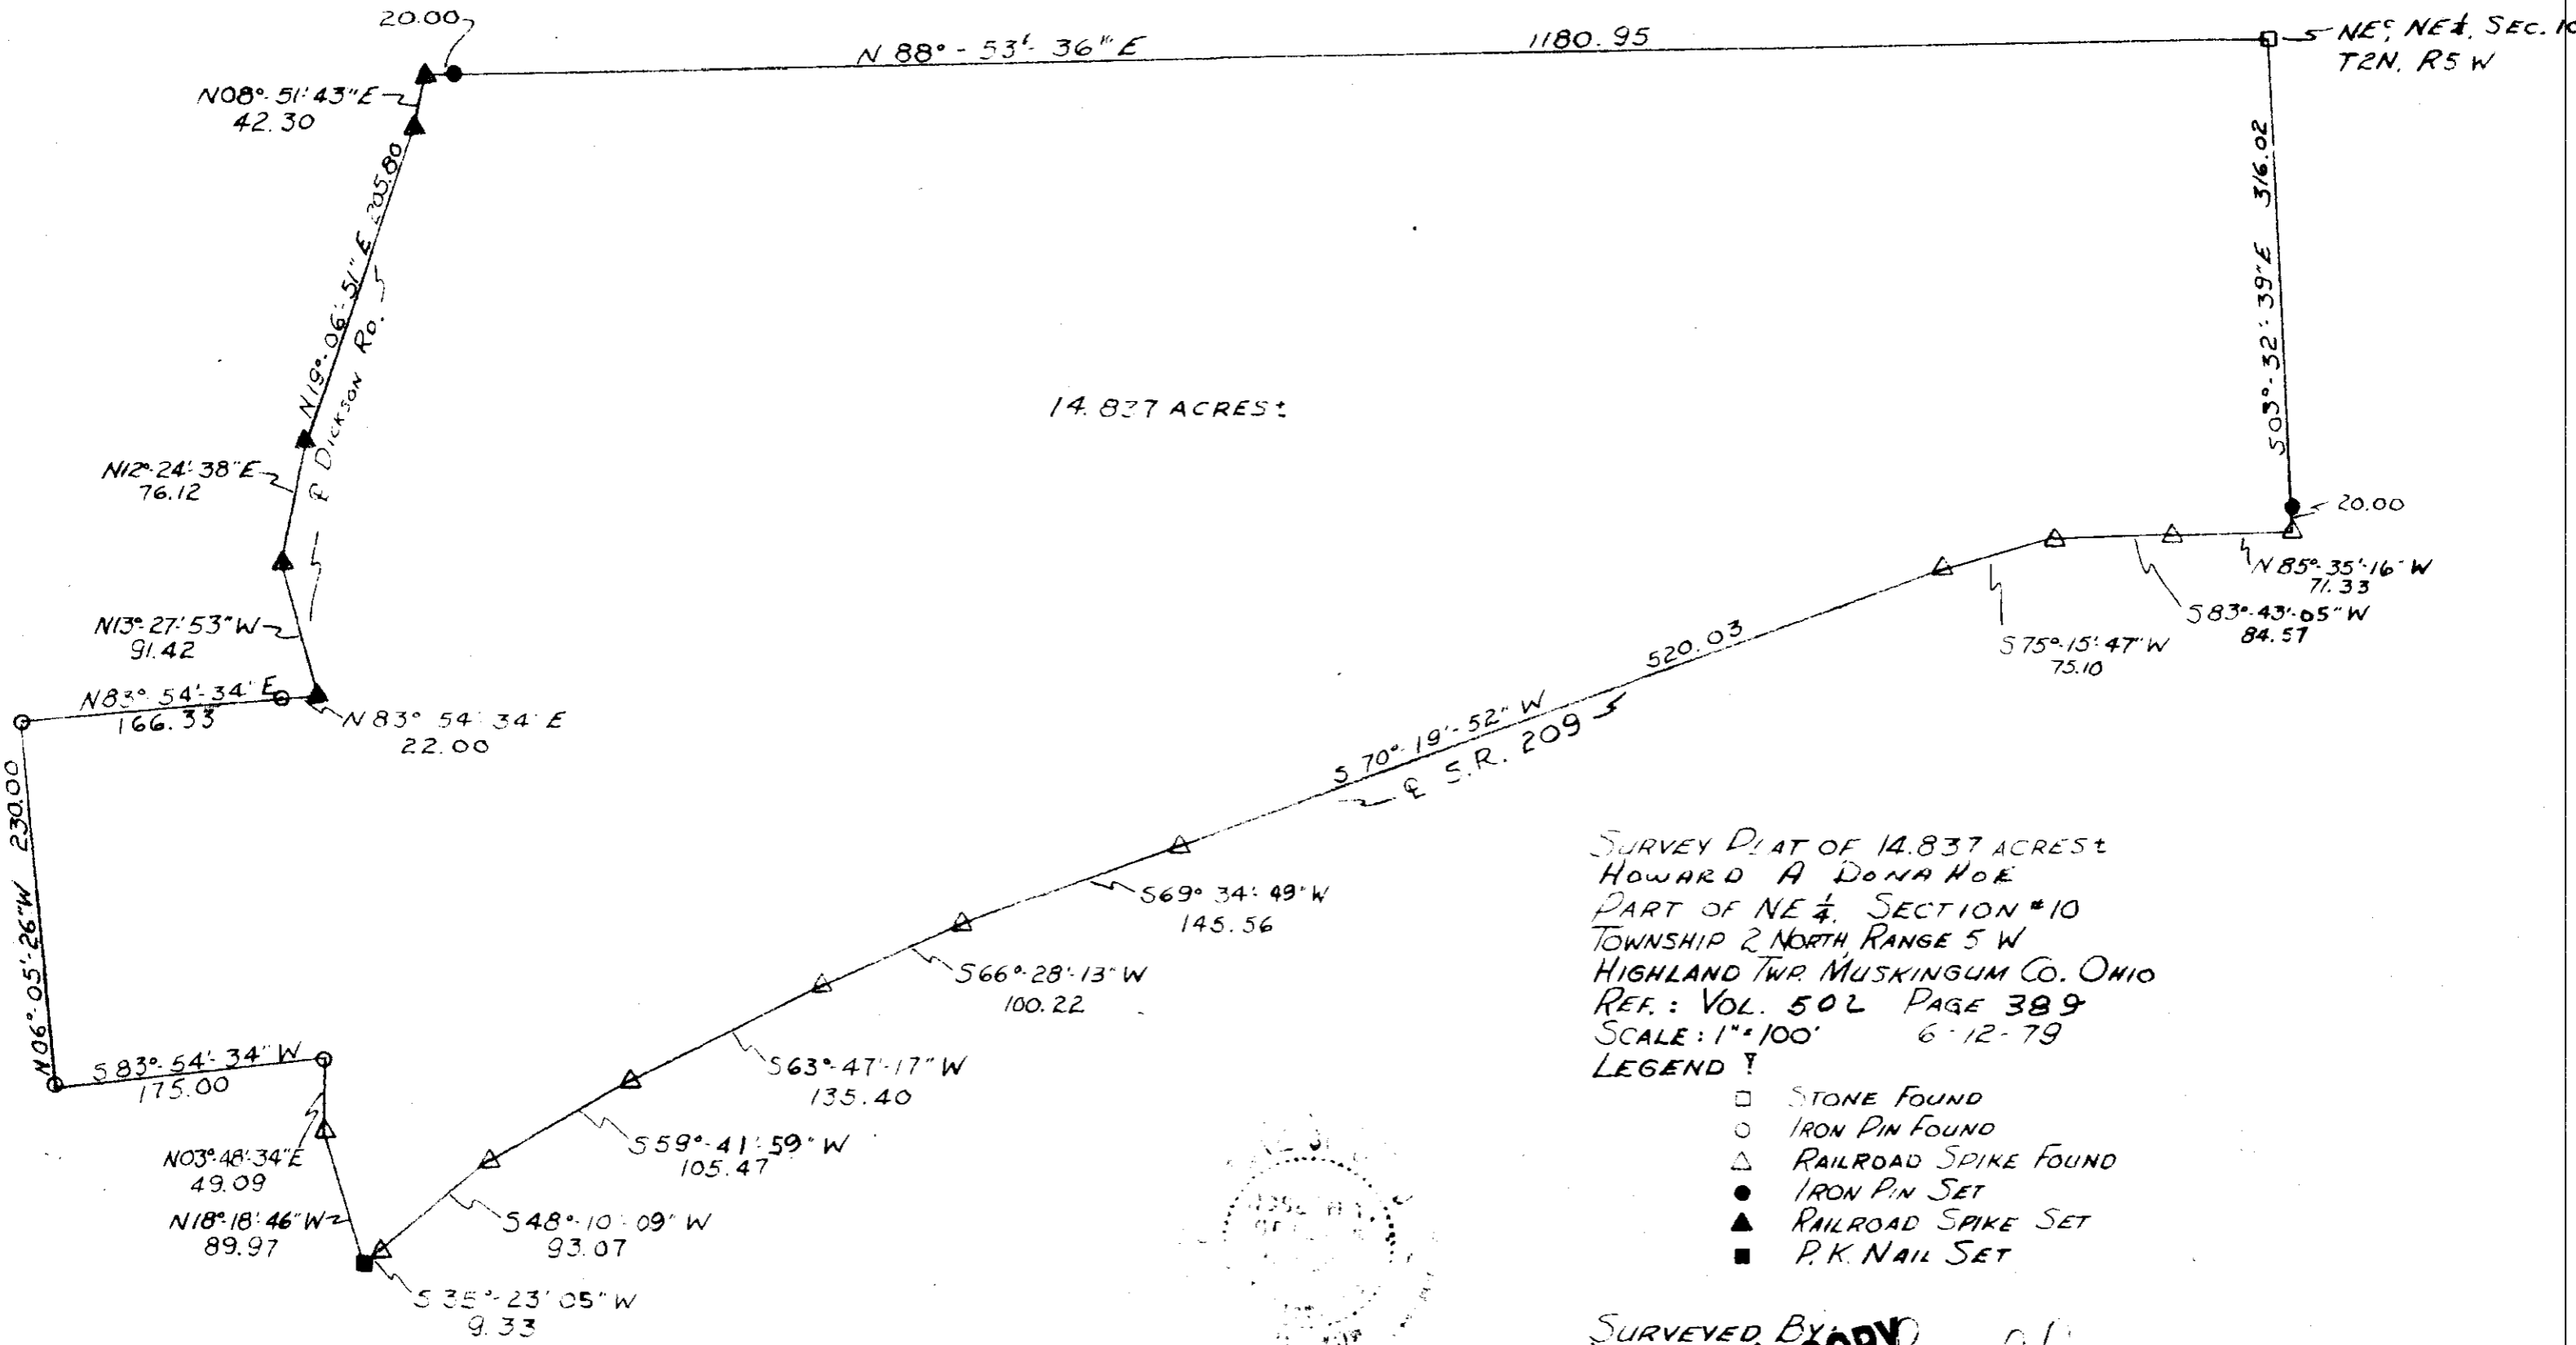 20.00
N 88°-53'-36" E
1180.95
NE, NE¼, SEC. 10
T2N, R5W
N08°-51'-43"E
42.30
N19°-06'-51"E 205.80
℄ DICKSON RD.
S03°-32'-39"E 316.02
14.837 ACRES±
N12°-24'-38"E
76.12
20.00
N85°-35'-16"W
71.33
S83°-43'-05"W
84.57
S75°-15'-47"W
75.10
N13°-27'-53"W
91.42
N83°-54'-34"E
166.33
N83° 54' 34" E
22.00
S 70°-19'-52" W
520.03
℄ S.R. 209
N06°-05'-26"W 230.00
S69° 34'-49"W
145.56
S66°-28'-13"W
100.22
S63°-47'-17"W
135.40
S59°-41'-59"W
105.47
S83°-54'-34"W
175.00
N03°-48'-34"E
49.09
N18°-18'-46"W
89.97
S48°-10'-09"W
93.07
S35°-23'05"W
9.33
SURVEY PLAT OF 14.837 ACRES±
HOWARD A DONAHOE
PART OF NE ¼, SECTION #10
TOWNSHIP 2 NORTH, RANGE 5 W
HIGHLAND TWP. MUSKINGUM CO. OHIO
REF.: VOL. 502 PAGE 389
SCALE: 1"=100' 6-12-79
LEGEND
STONE FOUND
IRON PIN FOUND
RAILROAD SPIKE FOUND
IRON PIN SET
RAILROAD SPIKE SET
P.K. NAIL SET
SURVEYED BY:
COPY